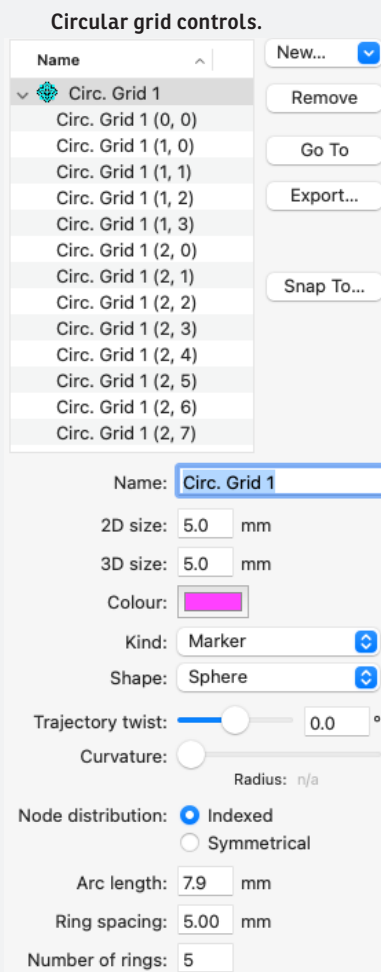 Circular grid controls.
Name
New...
Circ. Grid 1
Remove
Circ. Grid 1 (0, 0)
Circ. Grid 1 (1, 0)
Go To
Circ. Grid 1 (1, 1)
Circ. Grid 1 (1, 2)
Export...
Circ. Grid 1 (1, 3)
Circ. Grid 1 (2, 0)
Circ. Grid 1 (2, 1)
Snap To...
Circ. Grid 1 (2, 2)
Circ. Grid 1 (2, 3)
Circ. Grid 1 (2, 4)
Circ. Grid 1 (2, 5)
Circ. Grid 1 (2, 6)
Circ. Grid 1 (2, 7)
Name: Circ. Grid 1
2D size: 5.0 mm
3D size: 5.0 mm
Colour:
Kind: Marker
Shape: Sphere
Trajectory twist: 0.0 °
Curvature:
Radius: n/a
Node distribution: Indexed
Symmetrical
Arc length: 7.9 mm
Ring spacing: 5.00 mm
Number of rings: 5